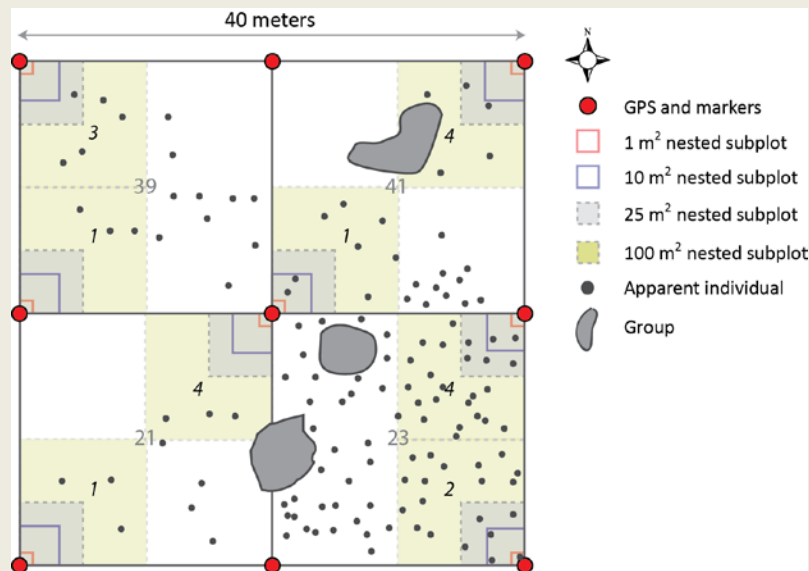 40 meters
N
3
4
39
41
1
1
4
4
21
23
1
2
GPS and markers
1 m² nested subplot
10 m² nested subplot
25 m² nested subplot
100 m² nested subplot
Apparent individual
Group